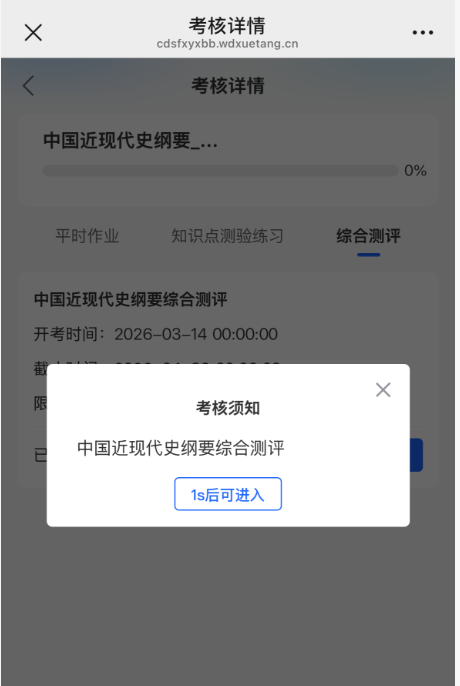 考核详情
cdsfxyxbb.wdxuetang.cn
考核详情
中国近现代史纲要_...
0%
平时作业 知识点测验练习 综合测评
中国近现代史纲要综合测评
开考时间：2026-03-14 00:00:00
限
已
考核须知
中国近现代史纲要综合测评
1s后可进入